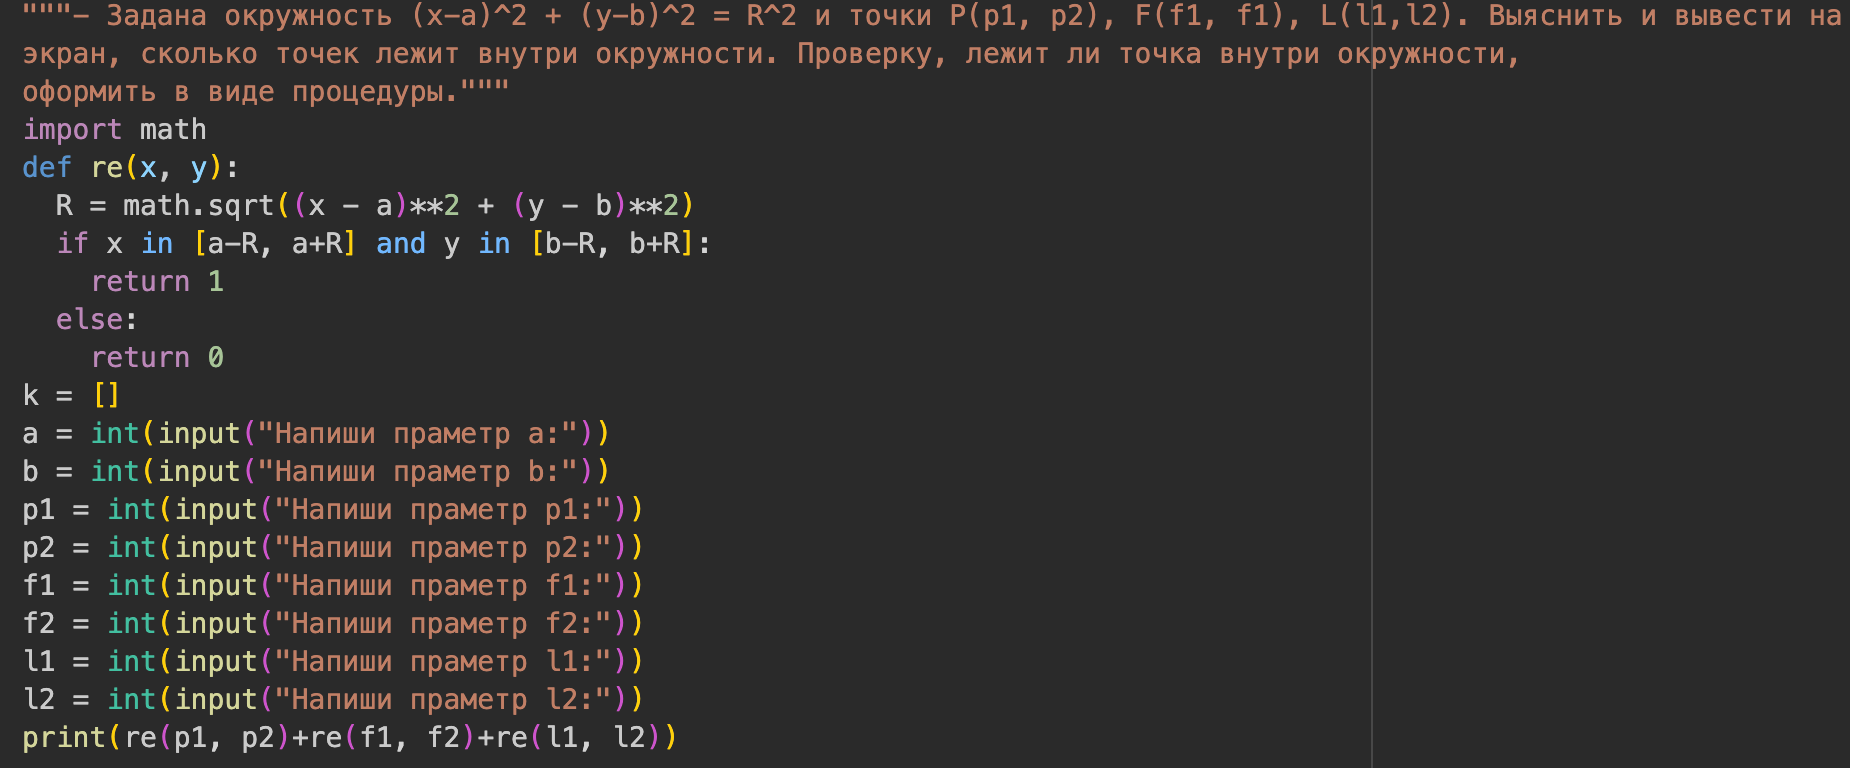 """- Задана окружность (x-a)^2 + (y-b)^2 = R^2 и точки P(p1, p2), F(f1, f1), L(l1,l2). Выяснить и вывести на
экран, сколько точек лежит внутри окружности. Проверку, лежит ли точка внутри окружности,
оформить в виде процедуры."""
import math
def re(x, y):
  R = math.sqrt((x - a)**2 + (y - b)**2)
  if x in [a-R, a+R] and y in [b-R, b+R]:
    return 1
  else:
    return 0
k = []
a = int(input("Напиши праметр a:"))
b = int(input("Напиши праметр b:"))
p1 = int(input("Напиши праметр p1:"))
p2 = int(input("Напиши праметр p2:"))
f1 = int(input("Напиши праметр f1:"))
f2 = int(input("Напиши праметр f2:"))
l1 = int(input("Напиши праметр l1:"))
l2 = int(input("Напиши праметр l2:"))
print(re(p1, p2)+re(f1, f2)+re(l1, l2))